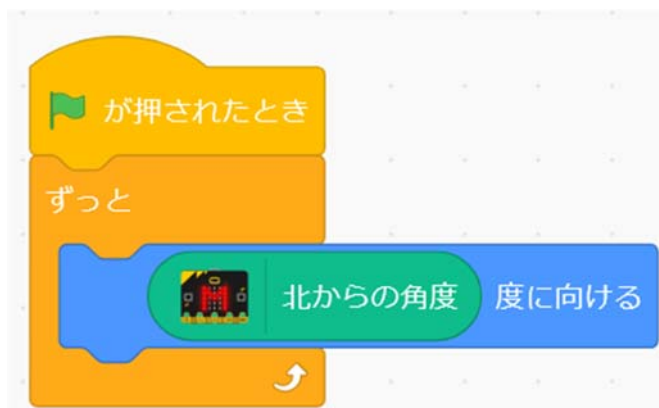 が押されたとき
ずっと
北からの角度 度に向ける